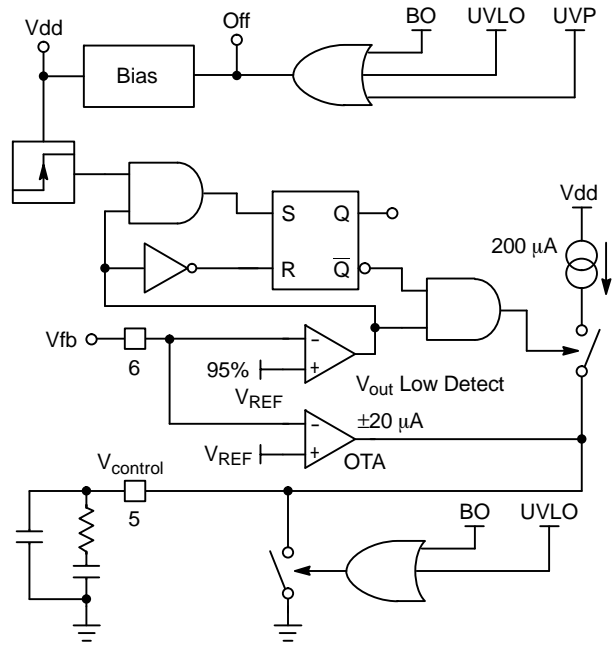 Vdd
Off
BO
UVLO
UVP
Bias
S
Q
R
Q̅
Vdd
200 μA
Vfb
6
-
+
95%
VREF
Vout Low Detect
-
+
VREF
±20 μA
OTA
Vcontrol
5
BO
UVLO